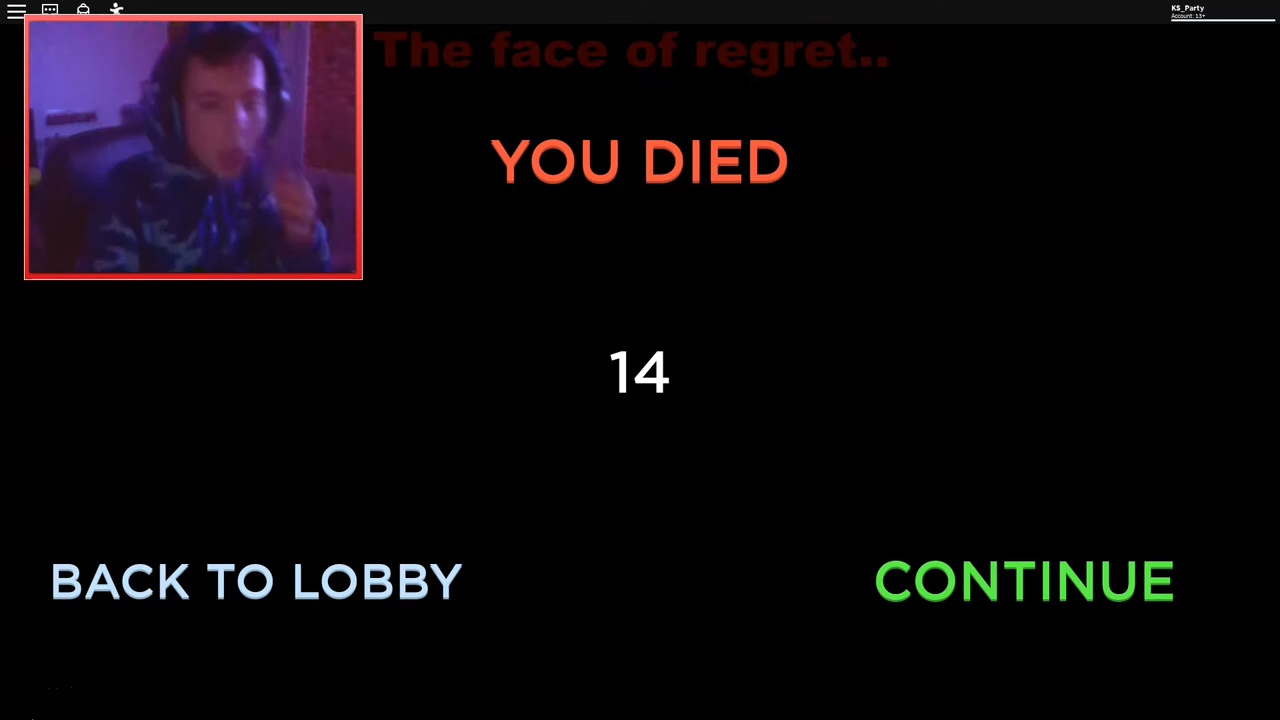 KS_Party
Account: 13+
The face of regret..
YOU DIED
14
BACK TO LOBBY
CONTINUE